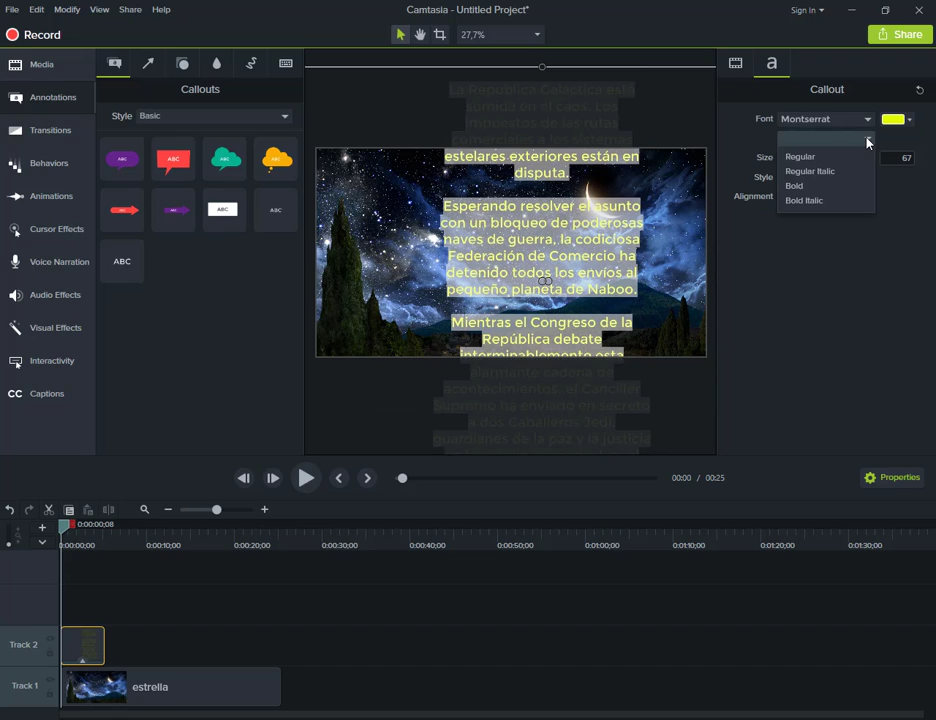 File Edit Modify View Share Help
Camtasia - Untitled Project*
Sign In
Record
27,7%
Share
Media
Annotations
Transitions
Behaviors
Animations
Cursor Effects
Voice Narration
Audio Effects
Visual Effects
Interactivity
CC Captions
Callouts
Style Basic
ABC ABC ABC ABC
ABC ABC ABC ABC
ABC
La República Galáctica está
sumida en el caos. Los
impuestos de las rutas
comerciales a los sistemas
estelares exteriores están en
disputa.
Esperando resolver el asunto
con un bloqueo de poderosas
naves de guerra, la codiciosa
Federación de Comercio ha
detenido todos los envíos al
pequeño planeta de Naboo.
Mientras el Congreso de la
República debate
interminablemente esta
alarmante cadena de
acontecimientos, el Canciller
Supremo ha enviado en secreto
a dos Caballeros Jedi,
guardianes de la paz y la justicia
a
Callout
Font Montserrat
Regular
Regular Italic
Bold
Bold Italic
Size 67
Style
Alignment
00:00 / 00:25
Properties
0:00:00;08
0:00:00;00 0:00:10;00 0:00:20;00 0:00:30;00 0:00:40;00 0:00:50;00 0:01:00;00 0:01:10;00 0:01:20;00 0:01:30;00
Track 2
Track 1
estrella